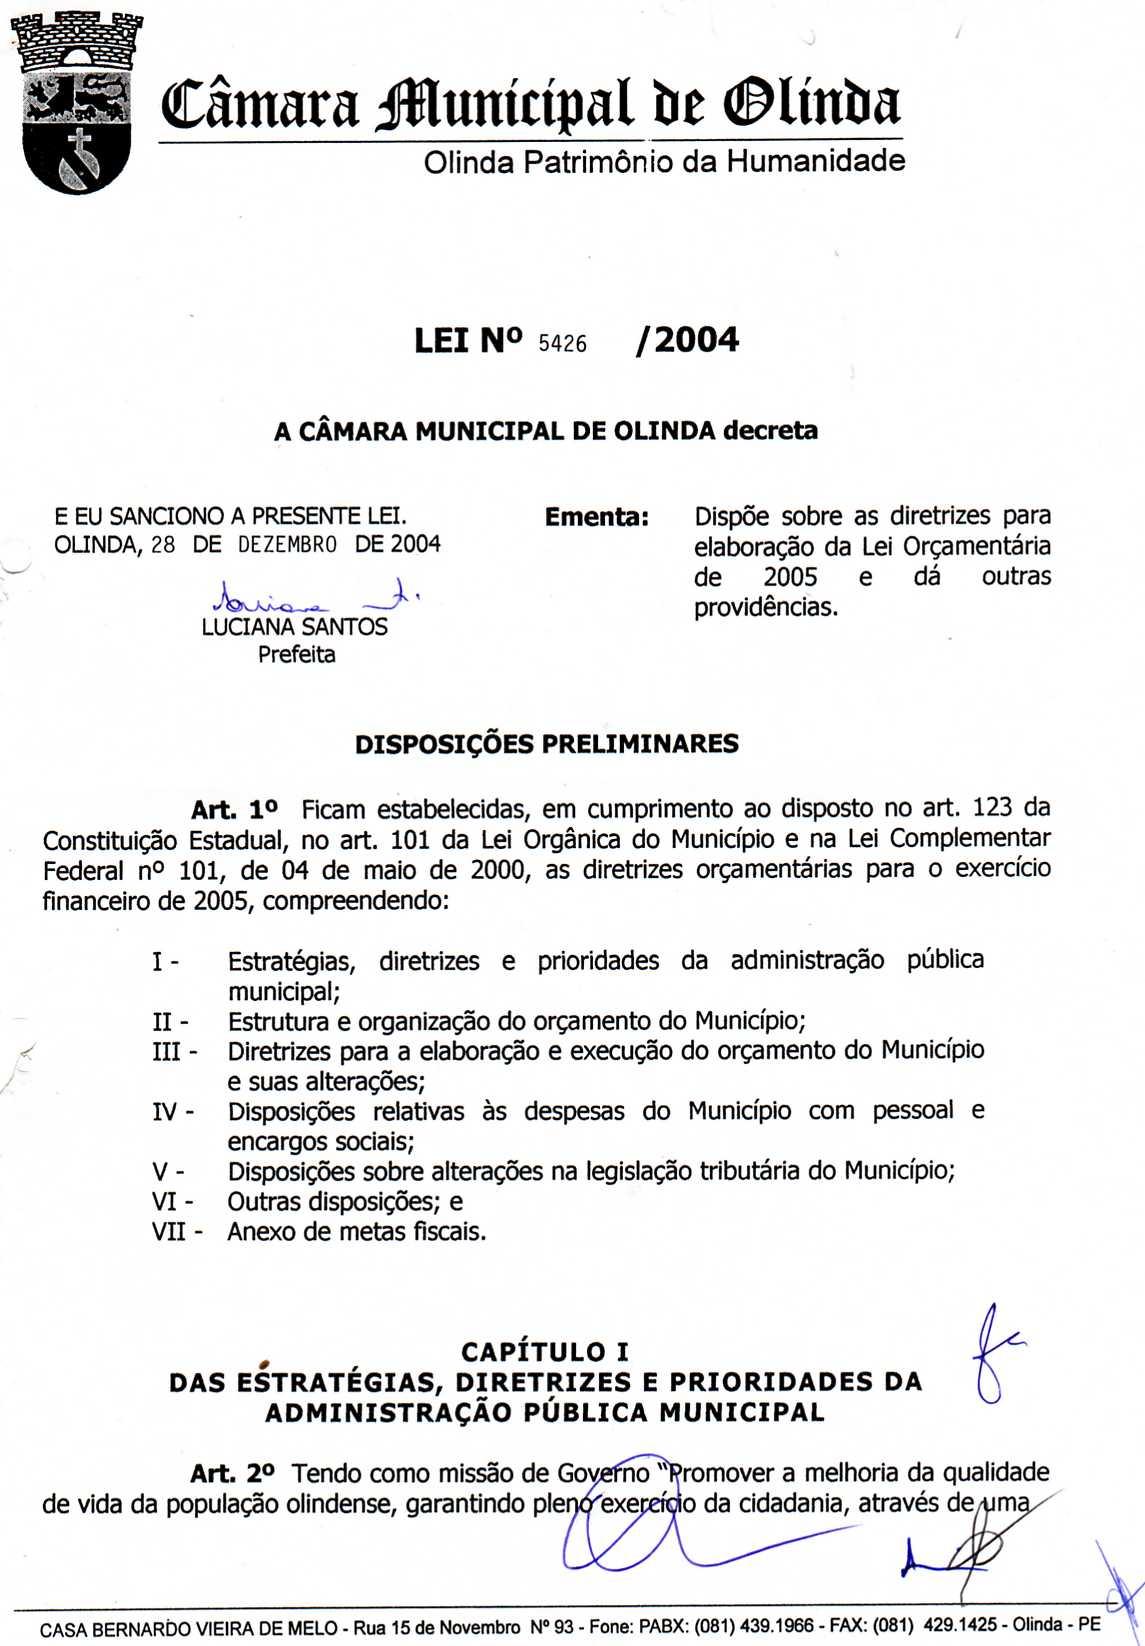 Câmara Municipal de Olinda
Olinda Patrimônio da Humanidade
LEI Nº 5426 /2004
A CÂMARA MUNICIPAL DE OLINDA decreta
E EU SANCIONO A PRESENTE LEI.
OLINDA, 28 DE DEZEMBRO DE 2004
LUCIANA SANTOS
Prefeita
Ementa: Dispõe sobre as diretrizes para
elaboração da Lei Orçamentária
de 2005 e dá outras
providências.
DISPOSIÇÕES PRELIMINARES
Art. 1º Ficam estabelecidas, em cumprimento ao disposto no art. 123 da
Constituição Estadual, no art. 101 da Lei Orgânica do Município e na Lei Complementar
Federal nº 101, de 04 de maio de 2000, as diretrizes orçamentárias para o exercício
financeiro de 2005, compreendendo:
I - Estratégias, diretrizes e prioridades da administração pública
municipal;
II - Estrutura e organização do orçamento do Município;
III - Diretrizes para a elaboração e execução do orçamento do Município
e suas alterações;
IV - Disposições relativas às despesas do Município com pessoal e
encargos sociais;
V - Disposições sobre alterações na legislação tributária do Município;
VI - Outras disposições; e
VII - Anexo de metas fiscais.
CAPÍTULO I
DAS ESTRATÉGIAS, DIRETRIZES E PRIORIDADES DA
ADMINISTRAÇÃO PÚBLICA MUNICIPAL
Art. 2º Tendo como missão de Governo "Promover a melhoria da qualidade
de vida da população olindense, garantindo pleno exercício da cidadania, através de uma
CASA BERNARDO VIEIRA DE MELO - Rua 15 de Novembro Nº 93 - Fone: PABX: (081) 439.1966 - FAX: (081) 429.1425 - Olinda - PE